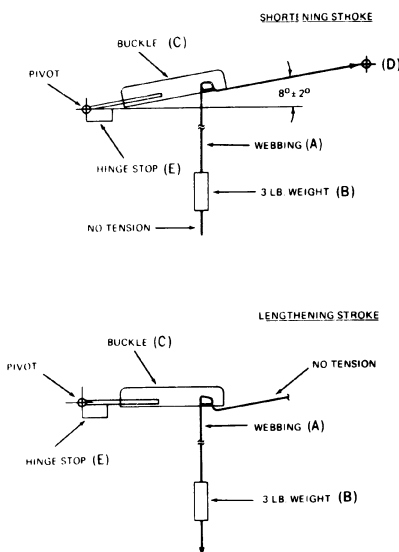 SHORTENING STROKE
BUCKLE (C)
(D)
PIVOT
8° ± 2°
WEBBING (A)
HINGE STOP (E)
3 LB. WEIGHT (B)
NO TENSION
LENGTHENING STROKE
BUCKLE (C)
NO TENSION
PIVOT
WEBBING (A)
HINGE STOP (E)
3 LB. WEIGHT (B)